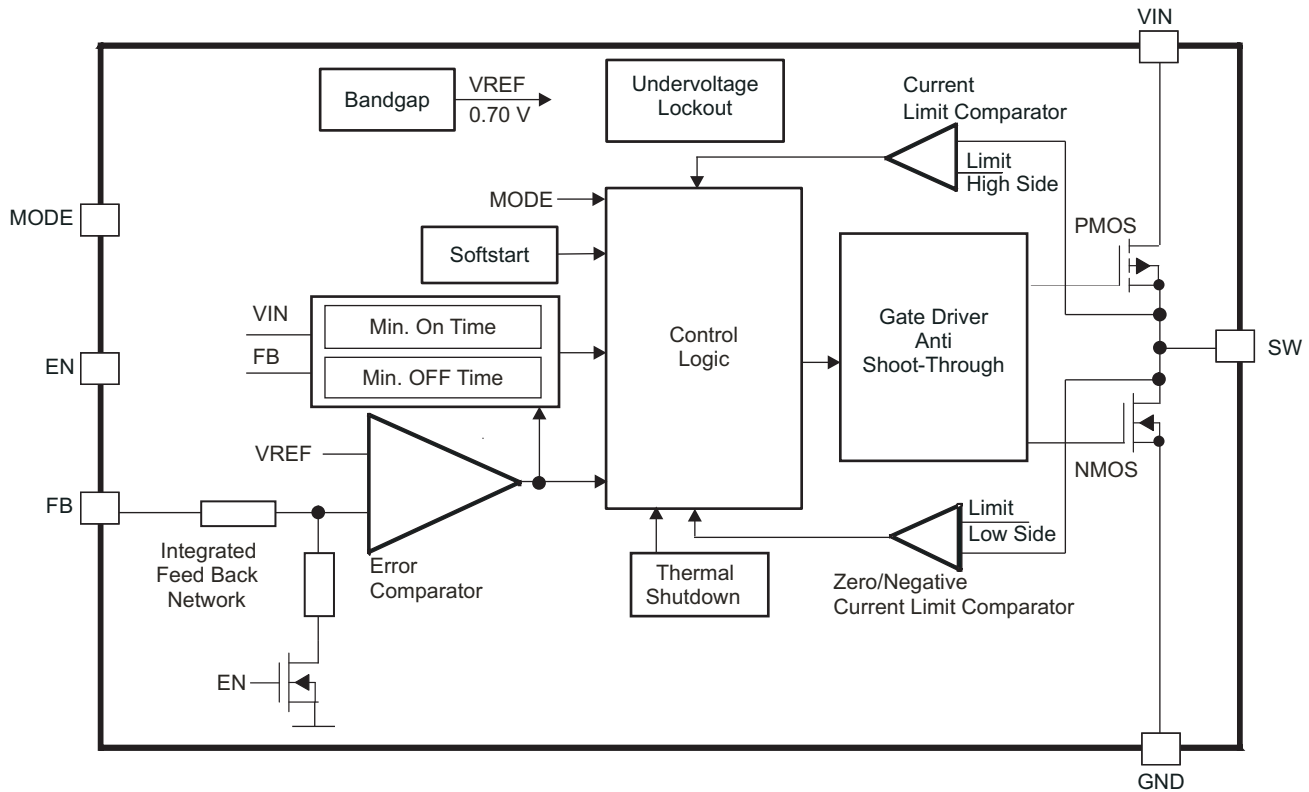 VIN
Bandgap
VREF
0.70 V
Undervoltage
Lockout
Current
Limit Comparator
Limit
High Side
MODE
MODE
PMOS
Softstart
VIN
FB
Min. On Time
Min. OFF Time
Control
Logic
Gate Driver
Anti
Shoot-Through
SW
EN
VREF
NMOS
FB
Integrated
Feed Back
Network
Error
Comparator
Limit
Low Side
Thermal
Shutdown
Zero/Negative
Current Limit Comparator
EN
GND